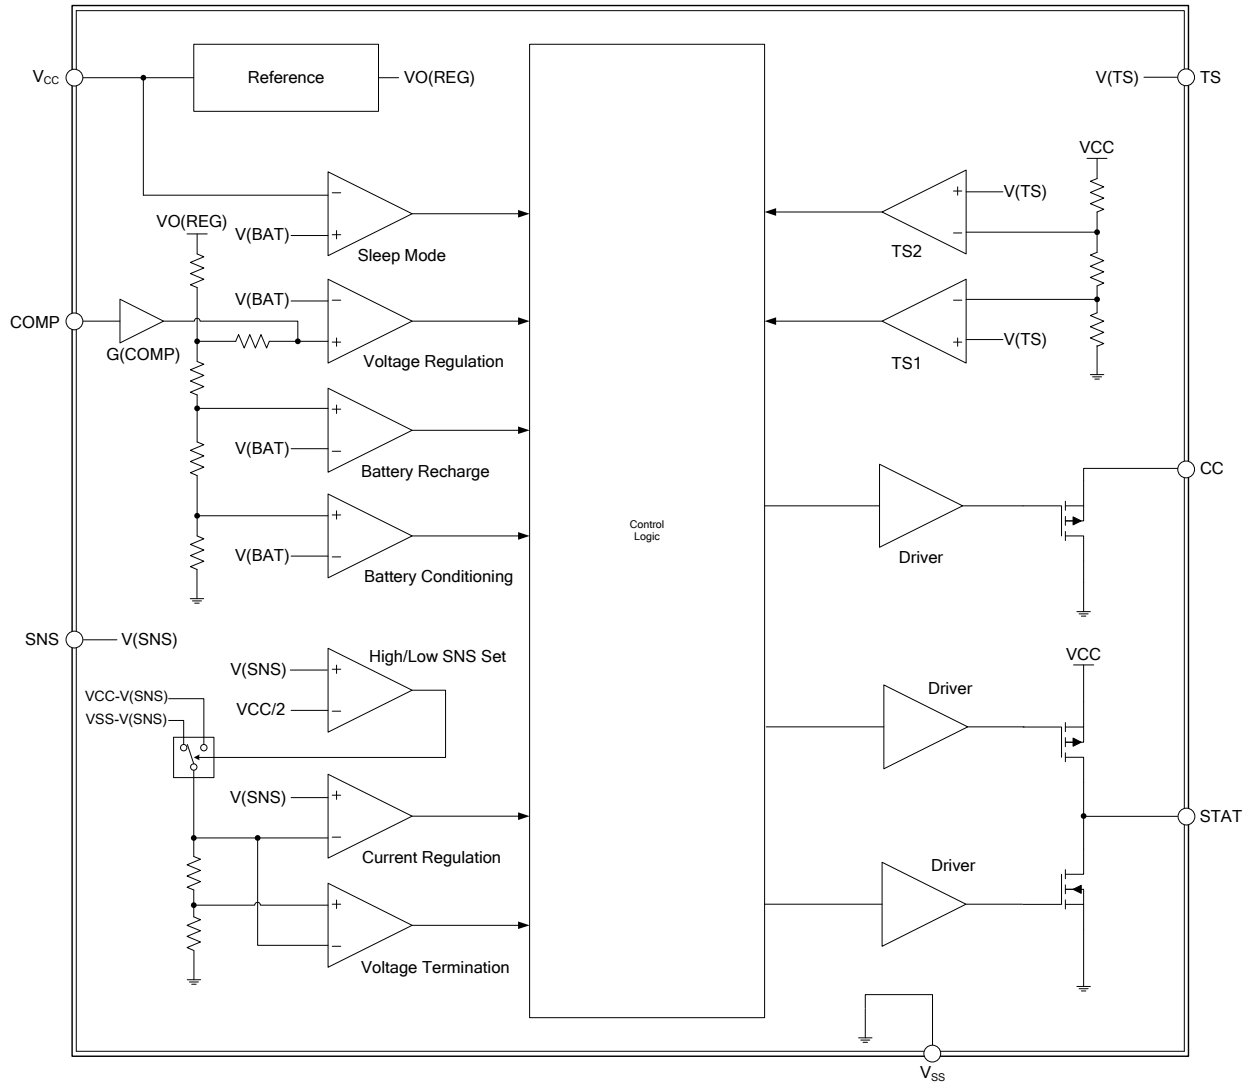 VCC
Reference
VO(REG)
V(TS)
TS
VCC
VO(REG)
−
V(BAT)
+
Sleep Mode
+
V(TS)
−
TS2
COMP
G(COMP)
V(BAT)
−
+
Voltage Regulation
−
+
V(TS)
TS1
+
V(BAT)
−
Battery Recharge
CC
Driver
+
V(BAT)
−
Battery Conditioning
Control
Logic
SNS
V(SNS)
High/Low SNS Set
V(SNS)
+
VCC/2
−
VCC-V(SNS)
VSS-V(SNS)
VCC
Driver
V(SNS)
+
−
Current Regulation
STAT
Driver
+
−
Voltage Termination
VSS